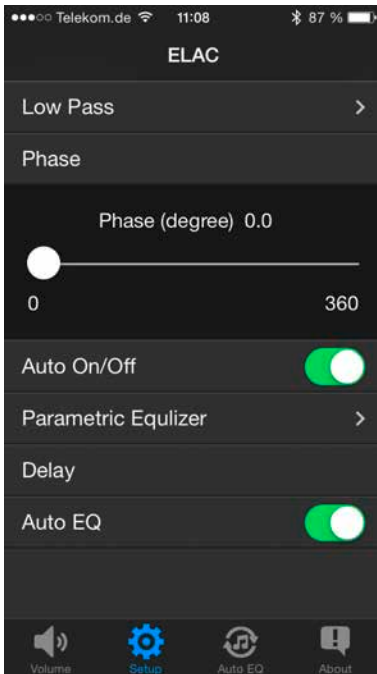 Telekom.de 11:08 87 %
ELAC
Low Pass
Phase
Phase (degree) 0.0
0 360
Auto On/Off
Parametric Equlizer
Delay
Auto EQ
Volume Setup Auto EQ About